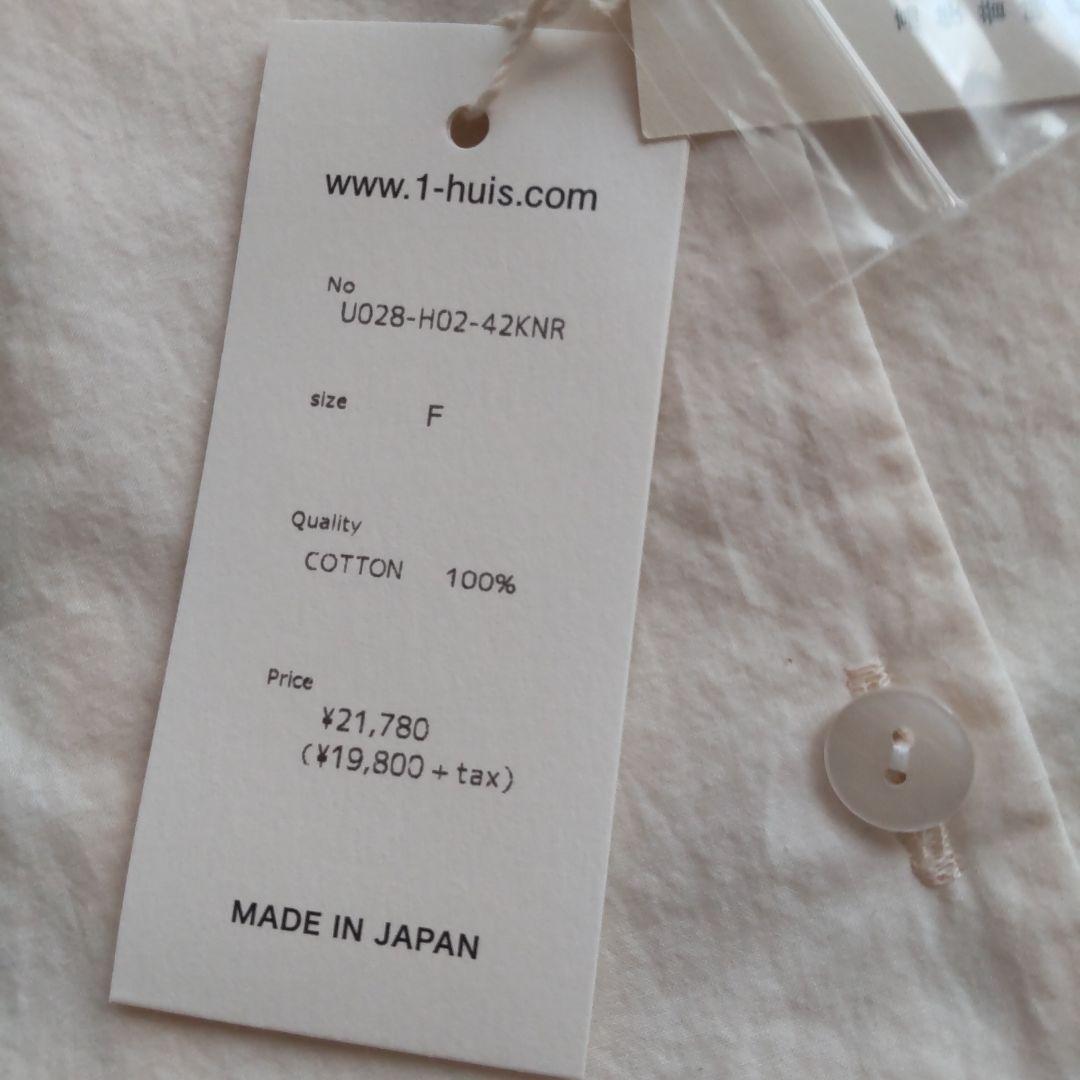 www.1-huis.com
No
U028-H02-42KNR
size F
Quality
COTTON 100%
Price
¥21,780
(¥19,800+tax)
MADE IN JAPAN